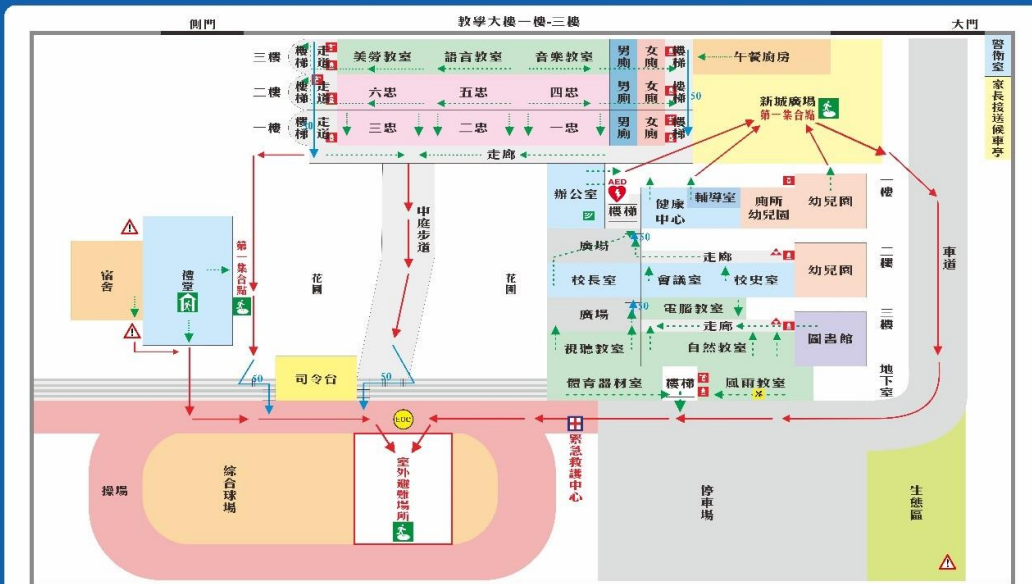 側門
教學大樓一樓-三樓
大門
三樓
樓梯
走道
美勞教室
語言教室
音樂教室
男廁
女廁
樓梯
午餐廚房
警衛室
家長接送候車亭
二樓
樓梯
走道
六忠
五忠
四忠
男廁
女廁
樓梯
50
新城廣場
第一集合點
一樓
樓梯
走道
三忠
二忠
一忠
男廁
女廁
走廊
辦公室
AED
樓梯
健康中心
輔導室
廁所
幼兒園
幼兒園
一樓
中庭步道
廣場
50
走廊
幼兒園
二樓
車道
校長室
會議室
校史室
宿舍
禮堂
第一集合點
花圃
花圃
廣場
50
電腦教室
走廊
三樓
圖書館
視聽教室
自然教室
50
司令台
50
體育器材室
樓梯
風雨教室
地下室
EOC
緊急救護中心
操場
綜合球場
室外避難場所
停車場
生態區